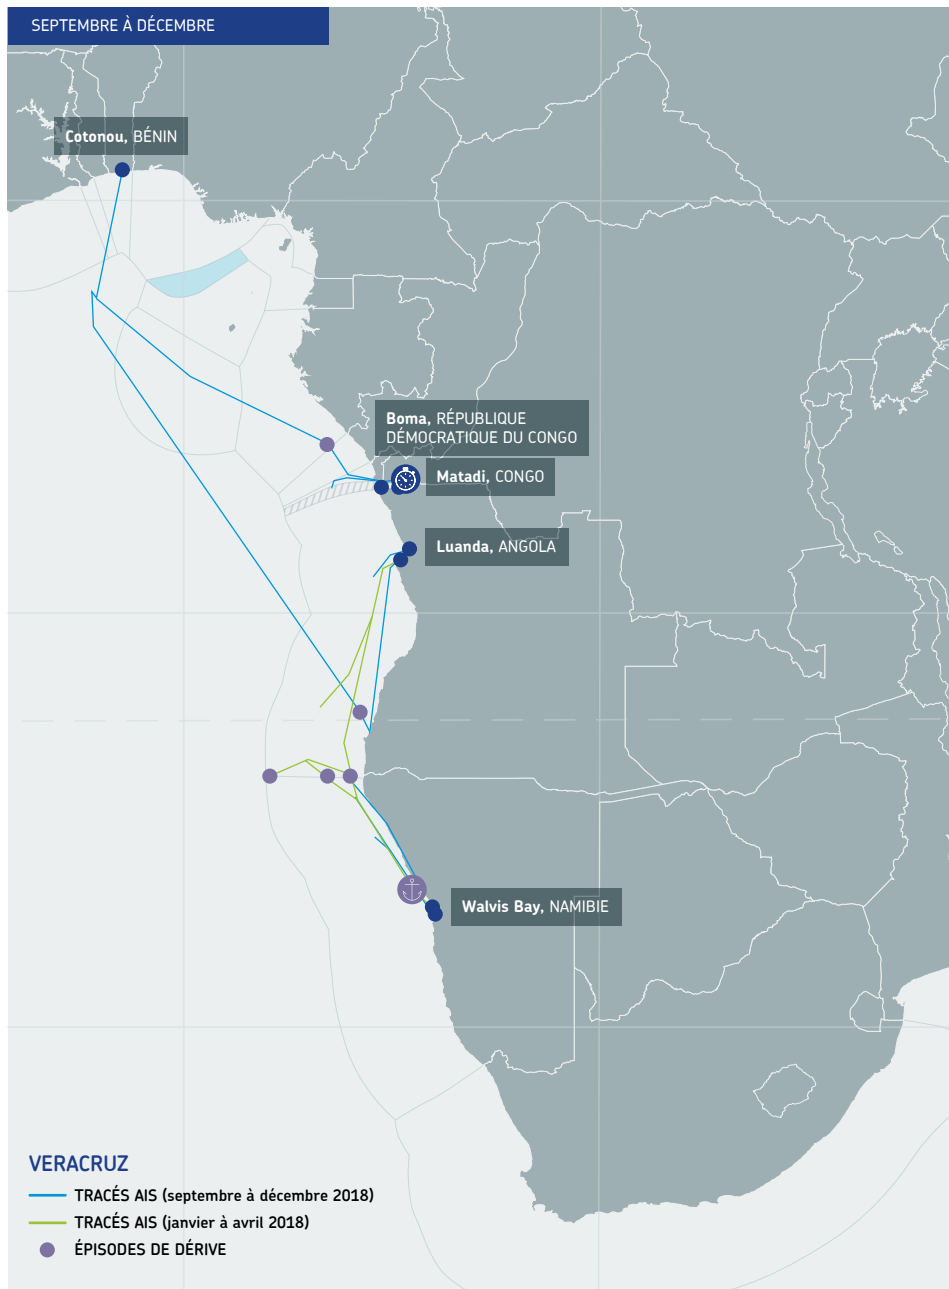 SEPTEMBRE À DÉCEMBRE
Cotonou, BÉNIN
Boma, RÉPUBLIQUE
DÉMOCRATIQUE DU CONGO
Matadi, CONGO
Luanda, ANGOLA
Walvis Bay, NAMIBIE
VERACRUZ
TRACÉS AIS (septembre à décembre 2018)
TRACÉS AIS (janvier à avril 2018)
ÉPISODES DE DÉRIVE